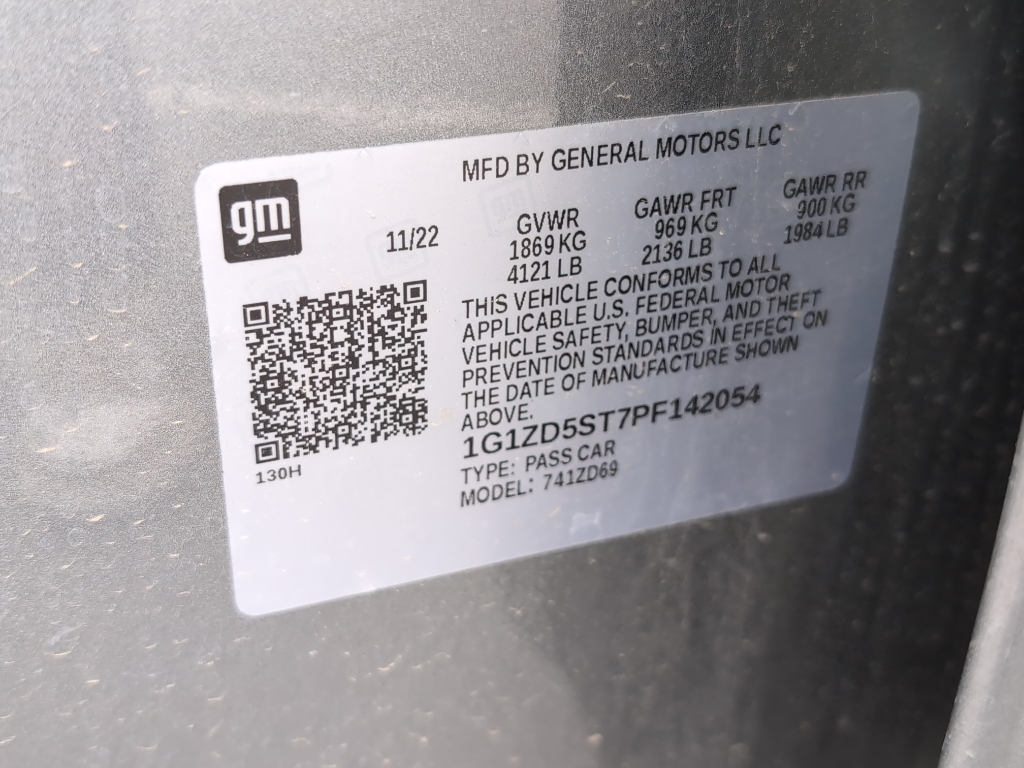 MFD BY GENERAL MOTORS LLC
gm
11/22
GVWR
1869 KG
4121 LB
GAWR FRT
969 KG
2136 LB
GAWR RR
900 KG
1984 LB
THIS VEHICLE CONFORMS TO ALL
APPLICABLE U.S. FEDERAL MOTOR
VEHICLE SAFETY, BUMPER, AND THEFT
PREVENTION STANDARDS IN EFFECT ON
THE DATE OF MANUFACTURE SHOWN
ABOVE.
1G1ZD5ST7PF142054
TYPE: PASS CAR
MODEL: 741ZD69
130H